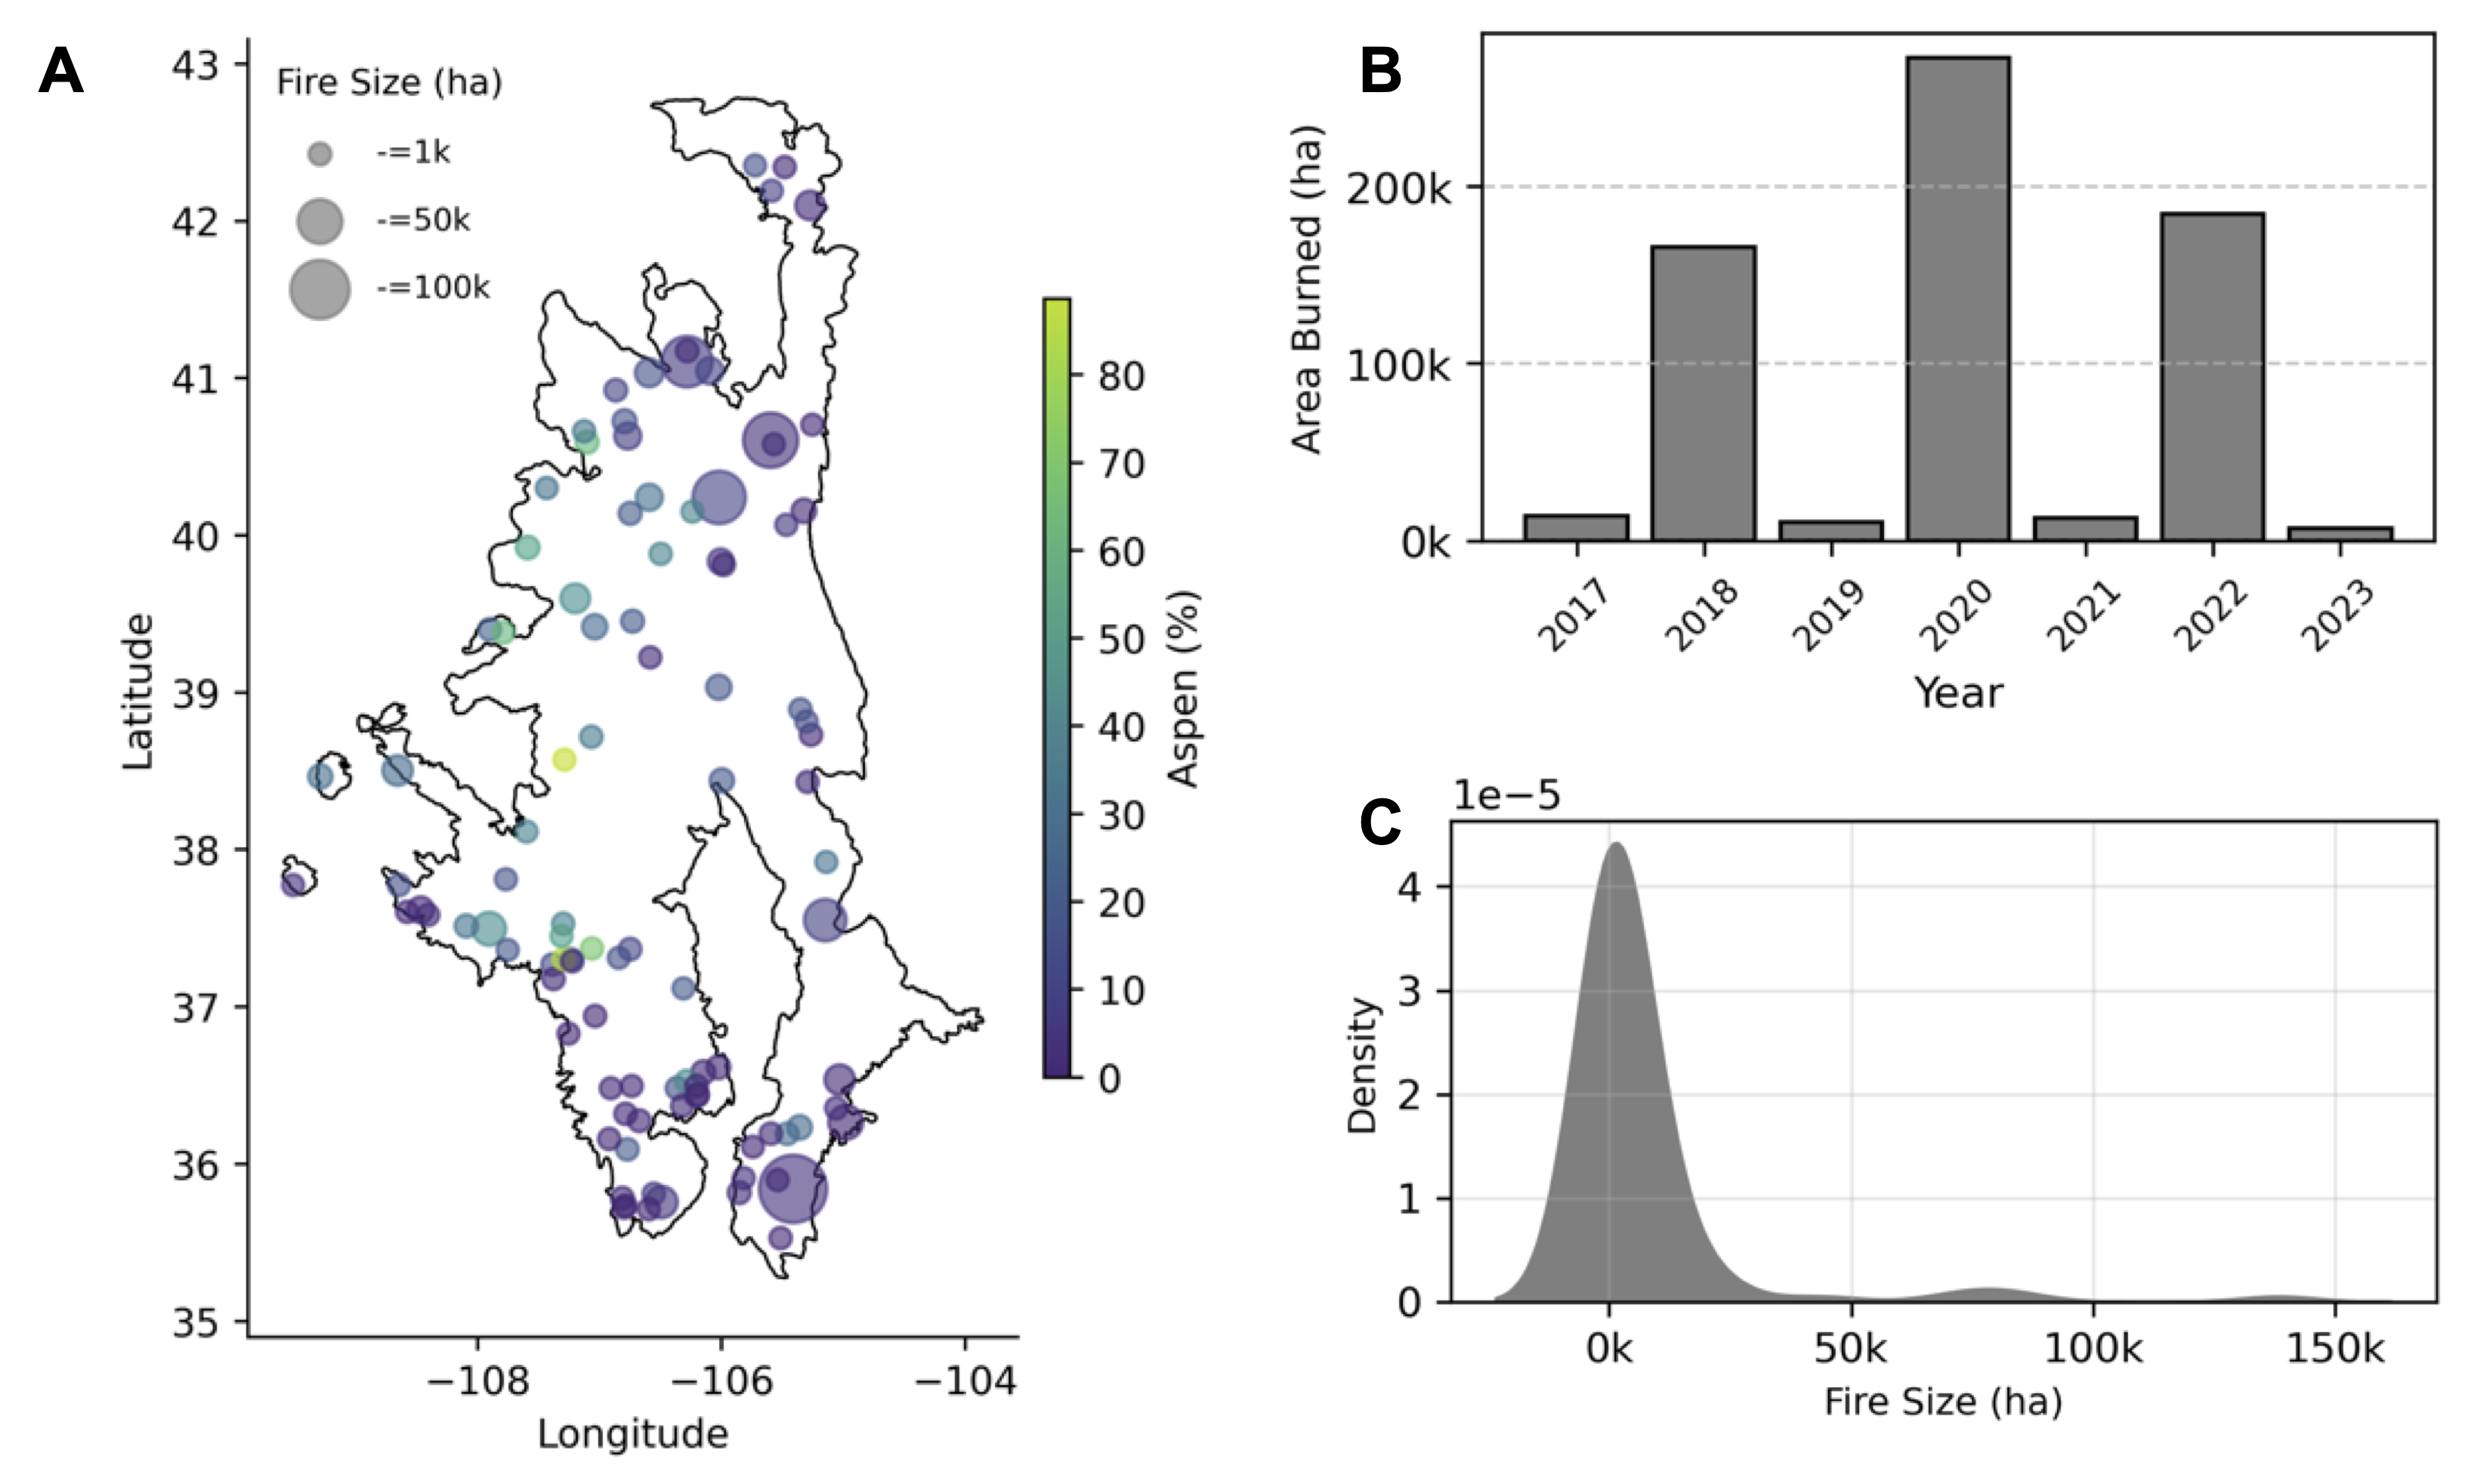 A
Fire Size (ha)
-=1k
-=50k
-=100k
43
42
41
40
39
38
37
36
35
Latitude
−108
−106
−104
Longitude
80
70
60
50
40
30
20
10
0
Aspen (%)
B
200k
100k
0k
Area Burned (ha)
2017
2018
2019
2020
2021
2022
2023
Year
C
1e−5
4
3
2
1
0
Density
0k
50k
100k
150k
Fire Size (ha)